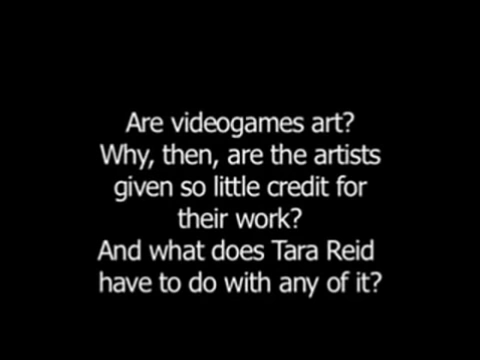 Are videogames art?
Why, then, are the artists
given so little credit for
their work?
And what does Tara Reid
have to do with any of it?